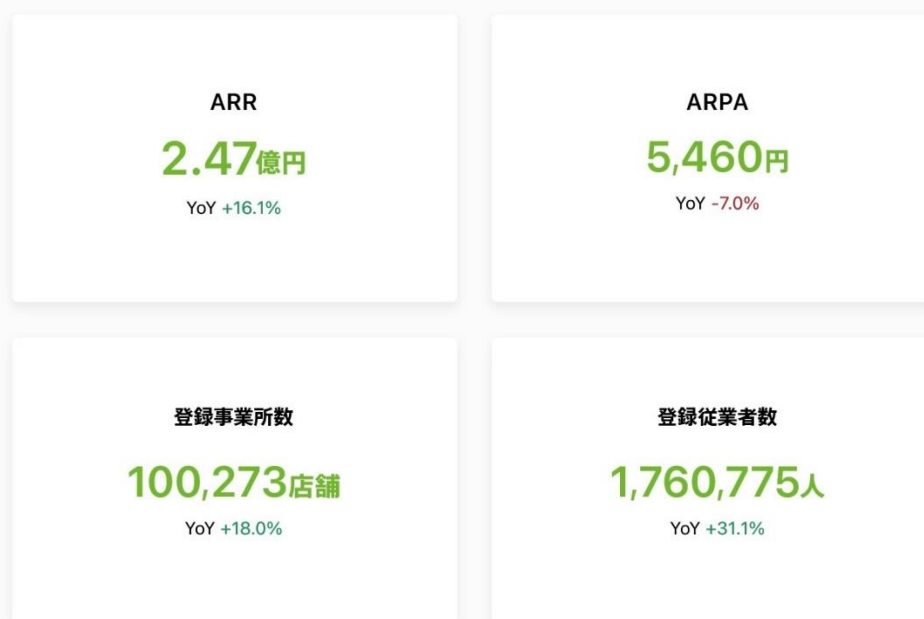 ARR
2.47億円
YoY +16.1%
ARPA
5,460円
YoY -7.0%
登録事業所数
100,273店舗
YoY +18.0%
登録従業者数
1,760,775人
YoY +31.1%